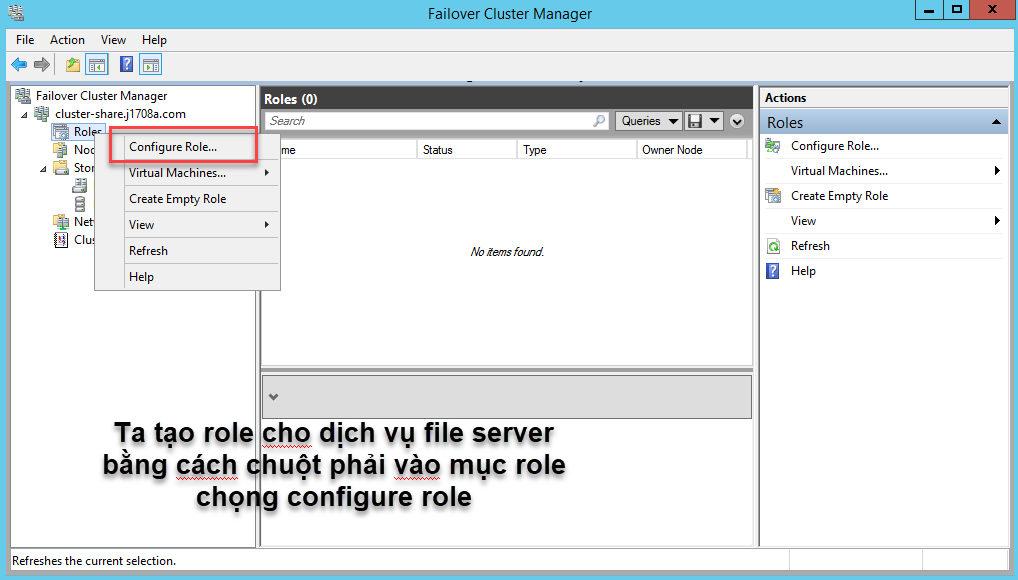 Failover Cluster Manager
File Action View Help
Failover Cluster Manager
cluster-share.j1708a.com
Roles
Configure Role...
Virtual Machines...
Create Empty Role
View
Refresh
Help
Roles (0)
Search
Queries
Status
Type
Owner Node
No items found.
Actions
Roles
Configure Role...
Virtual Machines...
Create Empty Role
View
Refresh
Help
Ta tạo role cho dịch vụ file server
bằng cách chuột phải vào mục role
chọng configure role
Refreshes the current selection.